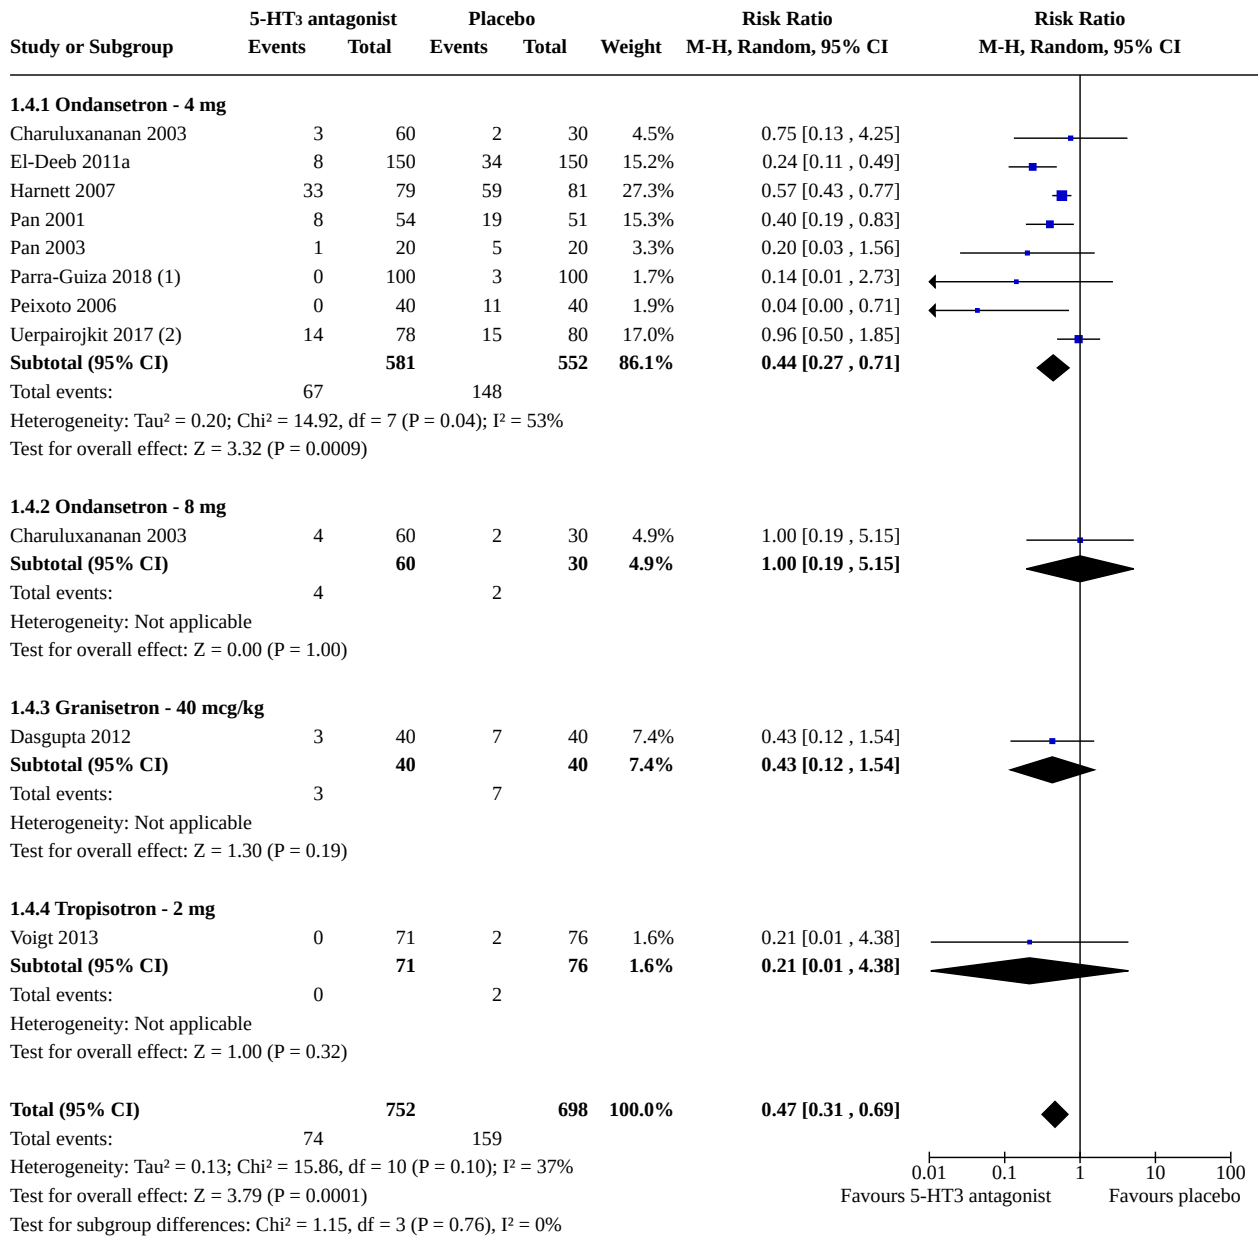 5-HT3 antagonist Placebo Risk Ratio Risk Ratio
Study or Subgroup Events Total Events Total Weight M-H, Random, 95% CI M-H, Random, 95% CI
1.4.1 Ondansetron - 4 mg
Charuluxananan 2003 3 60 2 30 4.5% 0.75 [0.13 , 4.25]
El-Deeb 2011a 8 150 34 150 15.2% 0.24 [0.11 , 0.49]
Harnett 2007 33 79 59 81 27.3% 0.57 [0.43 , 0.77]
Pan 2001 8 54 19 51 15.3% 0.40 [0.19 , 0.83]
Pan 2003 1 20 5 20 3.3% 0.20 [0.03 , 1.56]
Parra-Guiza 2018 (1) 0 100 3 100 1.7% 0.14 [0.01 , 2.73]
Peixoto 2006 0 40 11 40 1.9% 0.04 [0.00 , 0.71]
Uerpairojkit 2017 (2) 14 78 15 80 17.0% 0.96 [0.50 , 1.85]
Subtotal (95% CI) 581 552 86.1% 0.44 [0.27 , 0.71]
Total events: 67 148
Heterogeneity: Tau² = 0.20; Chi² = 14.92, df = 7 (P = 0.04); I² = 53%
Test for overall effect: Z = 3.32 (P = 0.0009)
1.4.2 Ondansetron - 8 mg
Charuluxananan 2003 4 60 2 30 4.9% 1.00 [0.19 , 5.15]
Subtotal (95% CI) 60 30 4.9% 1.00 [0.19 , 5.15]
Total events: 4 2
Heterogeneity: Not applicable
Test for overall effect: Z = 0.00 (P = 1.00)
1.4.3 Granisetron - 40 mcg/kg
Dasgupta 2012 3 40 7 40 7.4% 0.43 [0.12 , 1.54]
Subtotal (95% CI) 40 40 7.4% 0.43 [0.12 , 1.54]
Total events: 3 7
Heterogeneity: Not applicable
Test for overall effect: Z = 1.30 (P = 0.19)
1.4.4 Tropisotron - 2 mg
Voigt 2013 0 71 2 76 1.6% 0.21 [0.01 , 4.38]
Subtotal (95% CI) 71 76 1.6% 0.21 [0.01 , 4.38]
Total events: 0 2
Heterogeneity: Not applicable
Test for overall effect: Z = 1.00 (P = 0.32)
Total (95% CI) 752 698 100.0% 0.47 [0.31 , 0.69]
Total events: 74 159
Heterogeneity: Tau² = 0.13; Chi² = 15.86, df = 10 (P = 0.10); I² = 37% 0.01 0.1 1 10 100
Test for overall effect: Z = 3.79 (P = 0.0001) Favours 5-HT3 antagonist Favours placebo
Test for subgroup differences: Chi² = 1.15, df = 3 (P = 0.76), I² = 0%